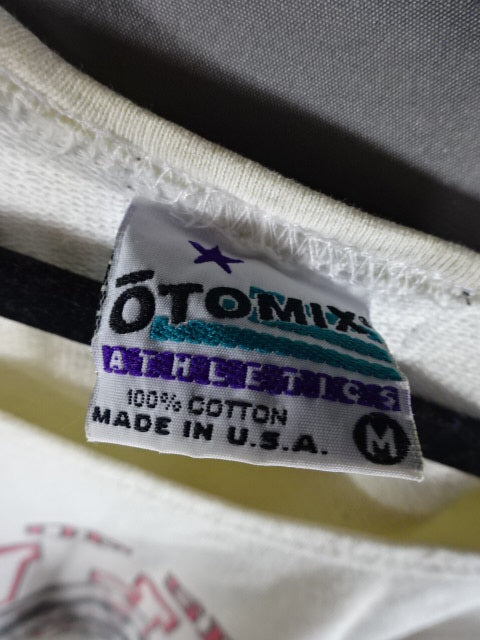 ŌTOMIX
ATHLETICS
100% COTTON
MADE IN U.S.A.
M